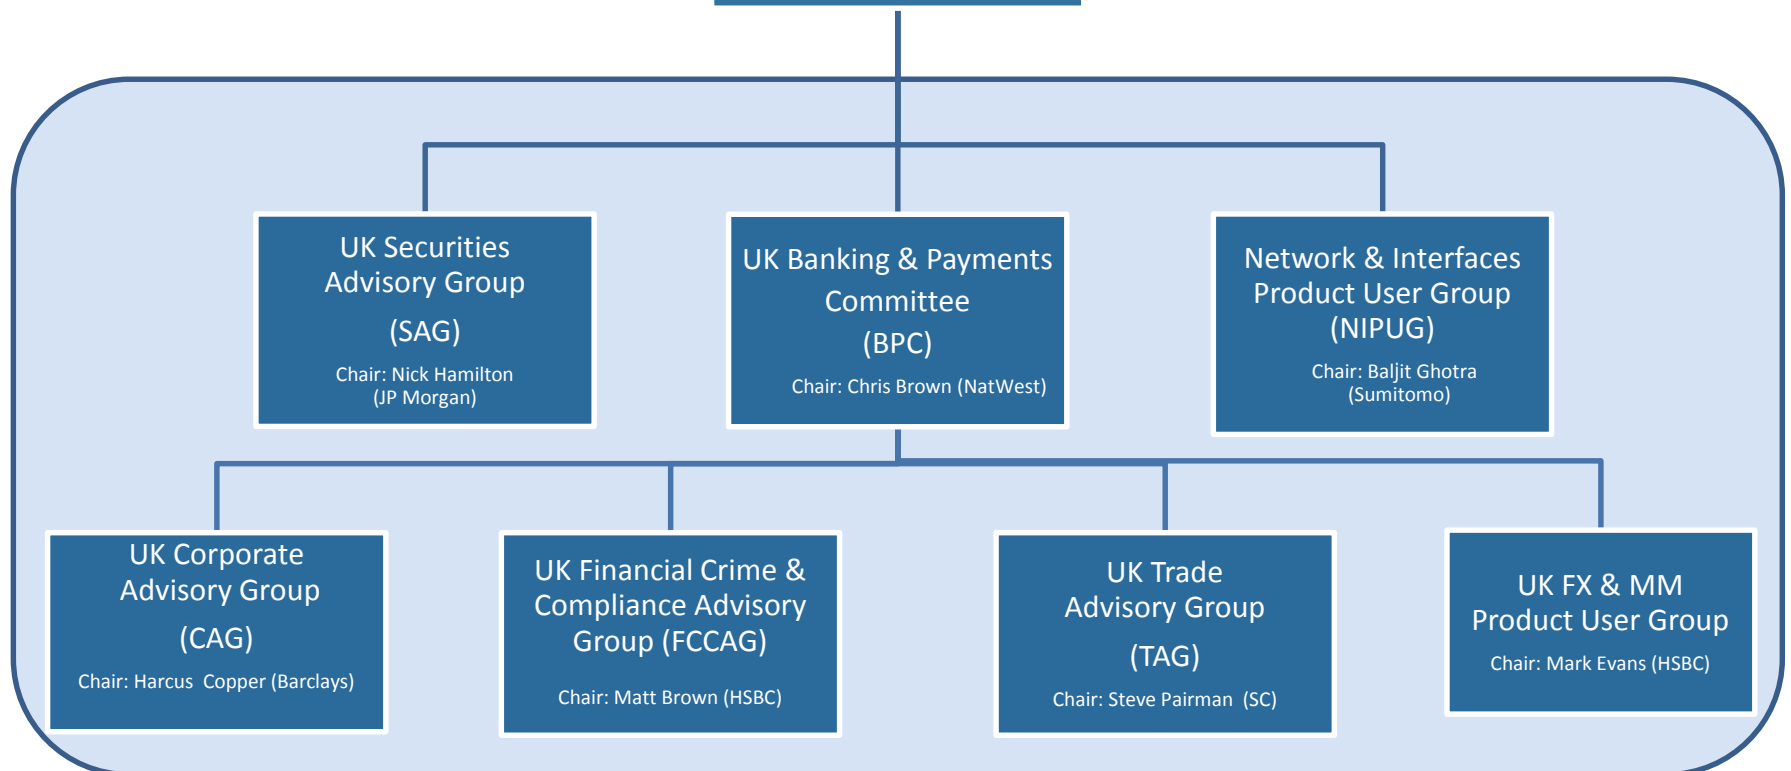 UK Securities
Advisory Group
(SAG)
Chair: Nick Hamilton
(JP Morgan)
UK Banking & Payments
Committee
(BPC)
Chair: Chris Brown (NatWest)
Network & Interfaces
Product User Group
(NIPUG)
Chair: Baljit Ghotra
(Sumitomo)
UK Corporate
Advisory Group
(CAG)
Chair: Harcus  Copper (Barclays)
UK Financial Crime &
Compliance Advisory
Group (FCCAG)
Chair: Matt Brown (HSBC)
UK Trade
Advisory Group
(TAG)
Chair: Steve Pairman  (SC)
UK FX & MM
Product User Group
Chair: Mark Evans (HSBC)